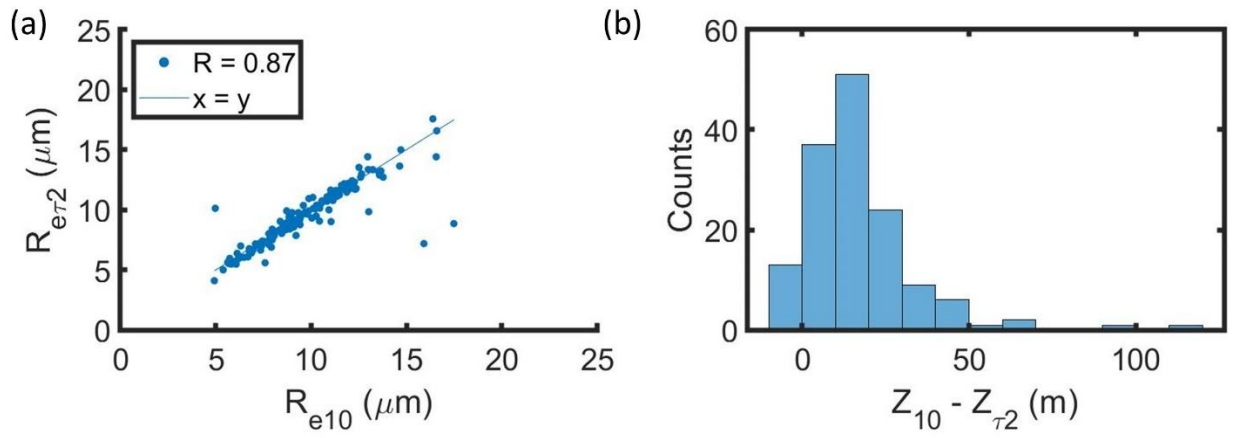 (a)
25
20
15
10
5
0
R = 0.87
x = y
R_eτ2 (μm)
0 5 10 15 20 25
R_e10 (μm)
(b)
60
40
20
0
Counts
0 50 100
Z_10 - Z_τ2 (m)